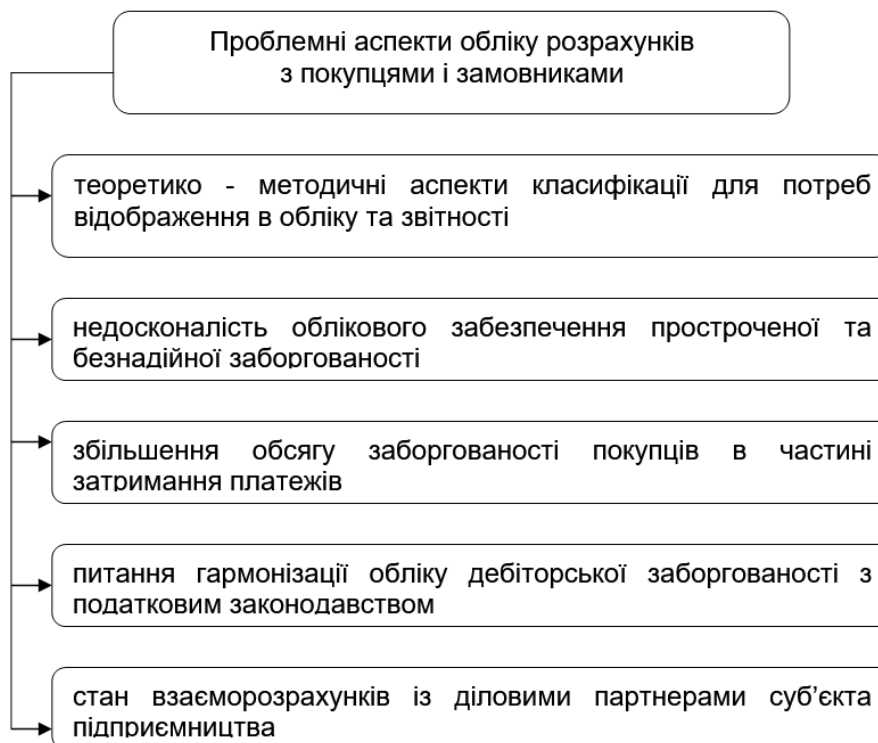 Проблемні аспекти обліку розрахунків
з покупцями і замовниками
теоретико - методичні аспекти класифікації для потреб
відображення в обліку та звітності
недосконалість облікового забезпечення простроченої та
безнадійної заборгованості
збільшення обсягу заборгованості покупців в частині
затримання платежів
питання гармонізації обліку дебіторської заборгованості з
податковим законодавством
стан взаєморозрахунків із діловими партнерами суб’єкта
підприємництва